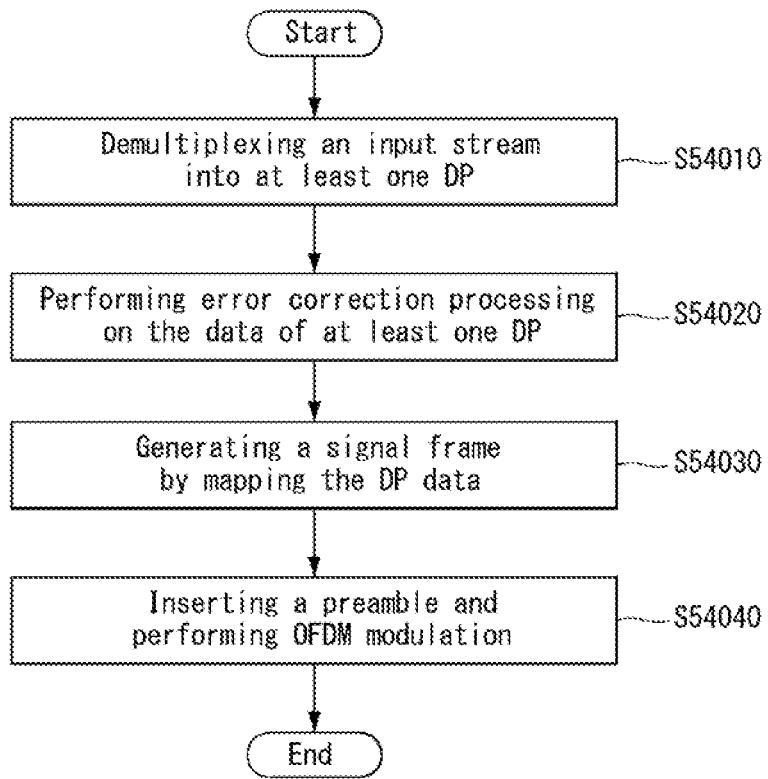 Start
Demultiplexing an input stream
into at least one DP
S54010
Performing error correction processing
on the data of at least one DP
S54020
Generating a signal frame
by mapping the DP data
S54030
Inserting a preamble and
performing OFDM modulation
S54040
End